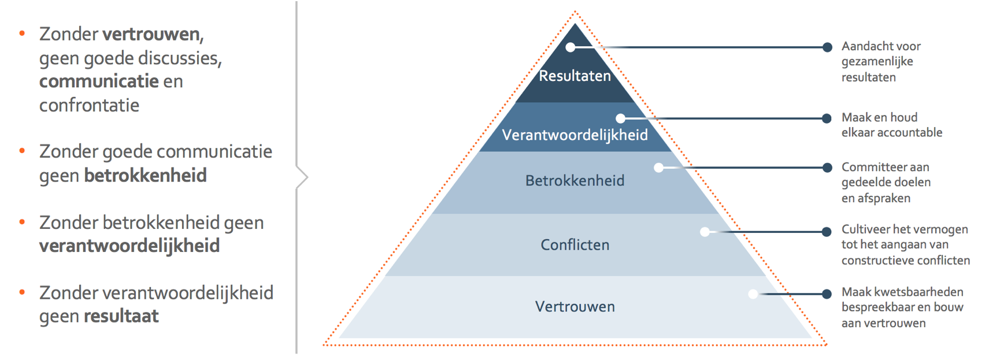 • Zonder vertrouwen,
geen goede discussies,
communicatie en
confrontatie
• Zonder goede communicatie
geen betrokkenheid
• Zonder betrokkenheid geen
verantwoordelijkheid
• Zonder verantwoordelijkheid
geen resultaat
Resultaten
Verantwoordelijkheid
Betrokkenheid
Conflicten
Vertrouwen
Aandacht voor
gezamenlijke
resultaten
Maak en houd
elkaar accountable
Committeer aan
gedeelde doelen
en afspraken
Cultiveer het vermogen
tot het aangaan van
constructieve conflicten
Maak kwetsbaarheden
bespreekbaar en bouw
aan vertrouwen